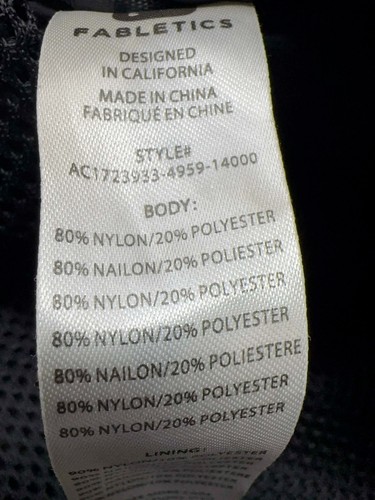 FABLETICS
DESIGNED
IN CALIFORNIA
MADE IN CHINA
FABRIQUÉ EN CHINE
STYLE#
AC1723933-4959-14000
BODY:
80% NYLON/20% POLYESTER
80% NAILON/20% POLIESTER
80% NYLON/20% POLYESTER
80% NYLON/20% POLYESTER
80% NAILON/20% POLIESTERE
80% NYLON/20% POLYESTER
80% NYLON/20% POLYESTER
LINING: